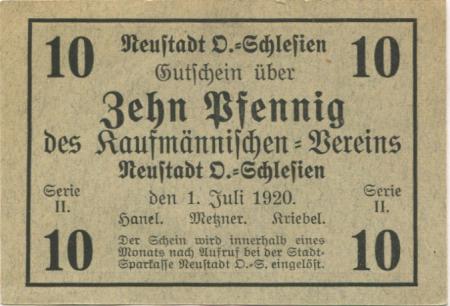 10 Neustadt O.=Schlesien 10
Gutschein über
Zehn Pfennig
des Kaufmännischen=Vereins
Neustadt O.=Schlesien
Serie II. den 1. Juli 1920. Serie II.
Hanel. Metzner. Kriebel.
10 Der Schein wird innerhalb eines 10
Monats nach Aufruf bei der Stadt-
Sparkasse Neustadt O.-S. eingelöst.